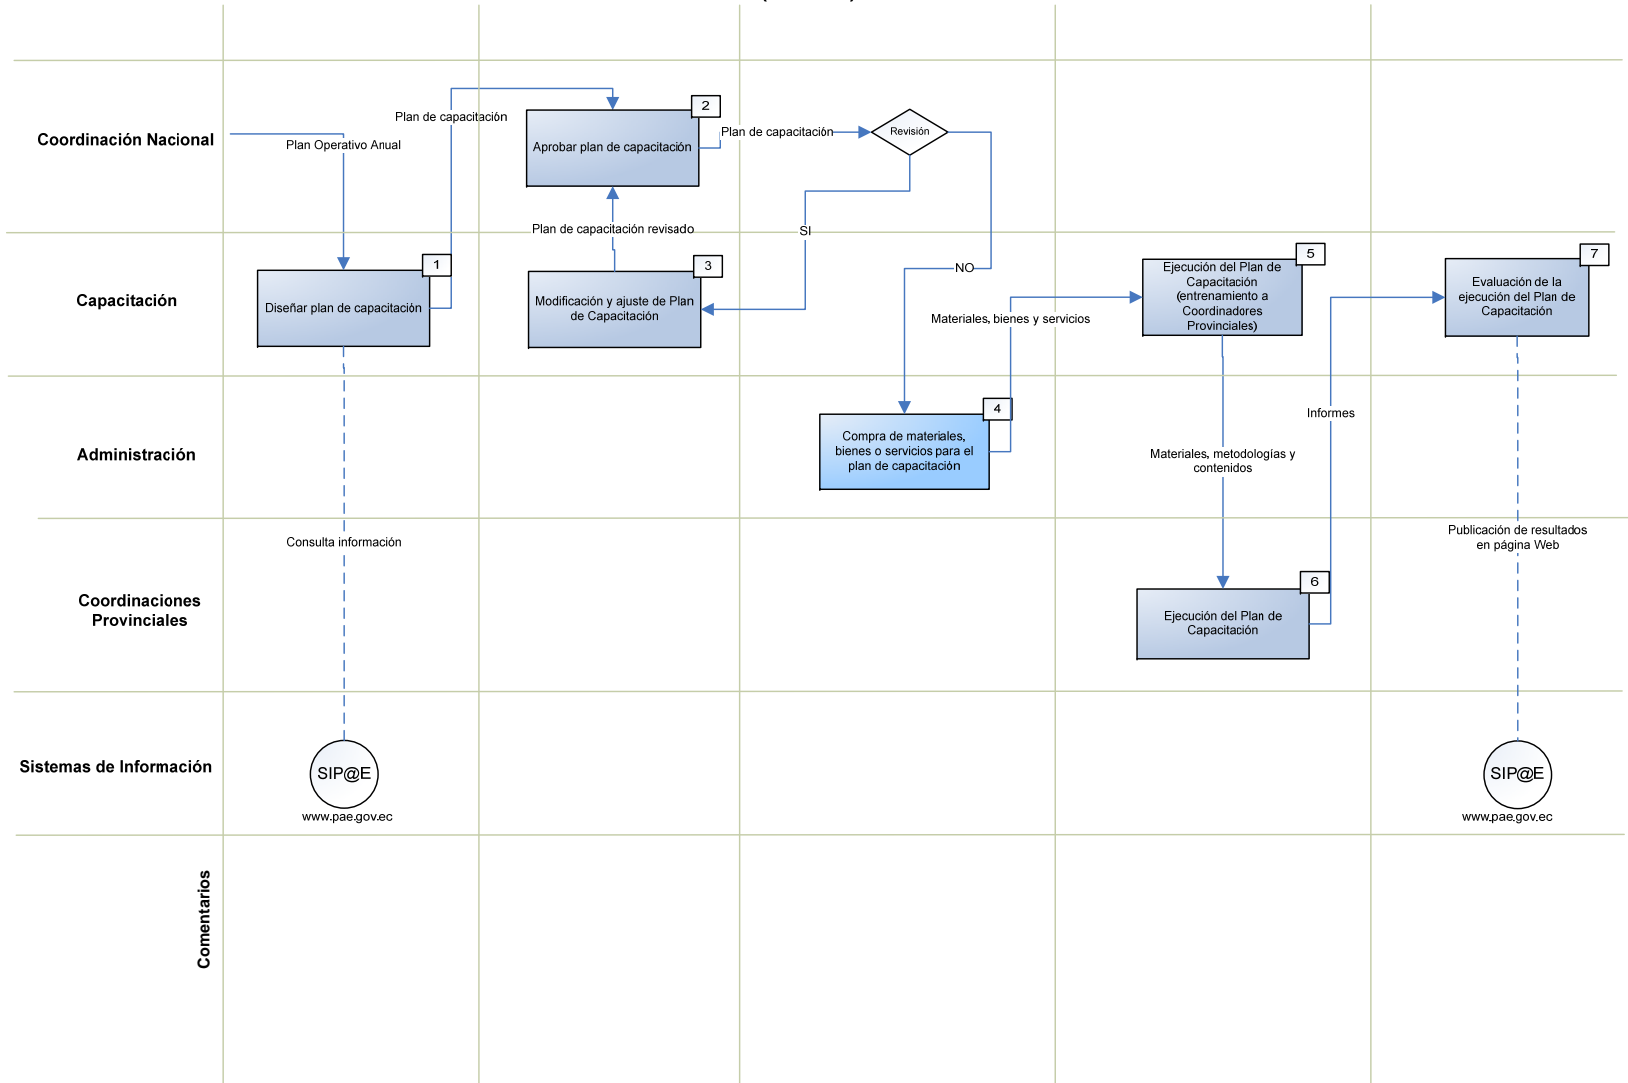 Coordinación Nacional
Plan Operativo Anual
Plan de capacitación
2
Aprobar plan de capacitación
Plan de capacitación
Revisión
Plan de capacitación revisado
SI
NO
Capacitación
1
Diseñar plan de capacitación
3
Modificación y ajuste de Plan
de Capacitación
Materiales, bienes y servicios
5
Ejecución del Plan de
Capacitación
(entrenamiento a
Coordinadores
Provinciales)
7
Evaluación de la
ejecución del Plan de
Capacitación
Administración
4
Compra de materiales,
bienes o servicios para el
plan de capacitación
Materiales, metodologías y
contenidos
Informes
Consulta información
Publicación de resultados
en página Web
Coordinaciones
Provinciales
6
Ejecución del Plan de
Capacitación
Sistemas de Información
SIP@E
www.pae.gov.ec
SIP@E
www.pae.gov.ec
Comentarios